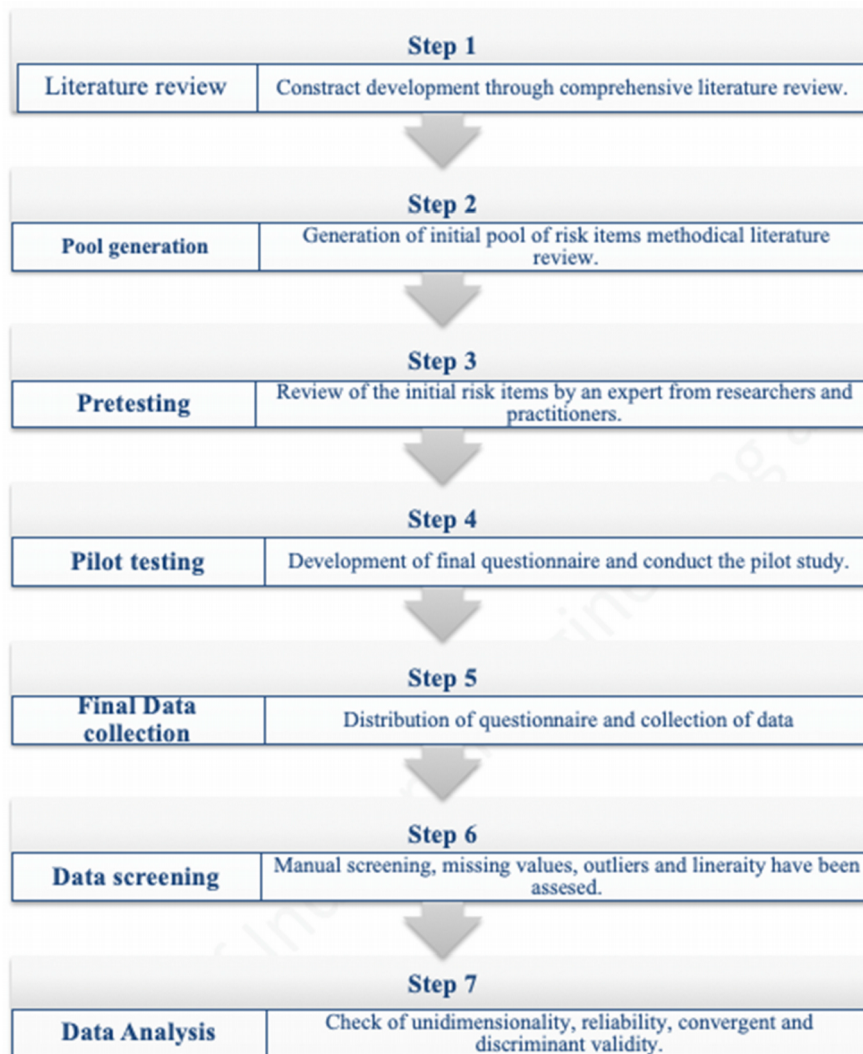 Step 1
Literature review
Constract development through comprehensive literature review.
Step 2
Pool generation
Generation of initial pool of risk items methodical literature
review.
Step 3
Pretesting
Review of the initial risk items by an expert from researchers and
practitioners.
Step 4
Pilot testing
Development of final questionnaire and conduct the pilot study.
Step 5
Final Data
collection
Distribution of questionnaire and collection of data
Step 6
Data screening
Manual screening, missing values, outliers and lineraity have been
assesed.
Step 7
Data Analysis
Check of unidimensionality, reliability, convergent and
discriminant validity.